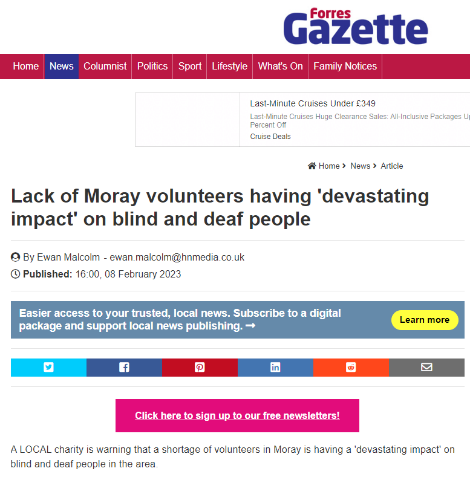 Forres
Gazette
Home News Columnist Politics Sport Lifestyle What's On Family Notices
Last-Minute Cruises Under £349
Last-Minute Cruises Huge Clearance Sales: All-Inclusive Packages Up
Percent Off
Cruise Deals
Home > News > Article
Lack of Moray volunteers having 'devastating
impact' on blind and deaf people
By Ewan Malcolm - ewan.malcolm@hnmedia.co.uk
Published: 16:00, 08 February 2023
Easier access to your trusted, local news. Subscribe to a digital
package and support local news publishing. →
Learn more
Click here to sign up to our free newsletters!
A LOCAL charity is warning that a shortage of volunteers in Moray is having a 'devastating impact' on
blind and deaf people in the area.